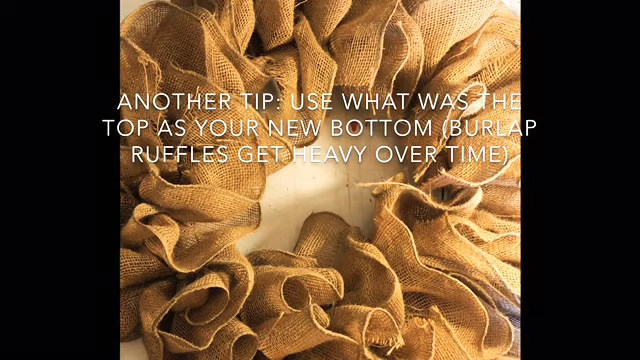 ANOTHER TIP: USE WHAT WAS THE
TOP AS YOUR NEW BOTTOM (BURLAP
RUFFLES GET HEAVY OVER TIME)